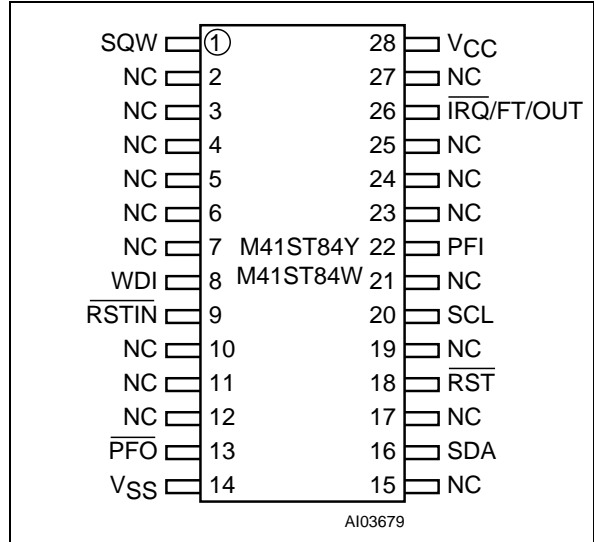 SQW 1 28 VCC
NC 2 27 NC
NC 3 26 IRQ/FT/OUT
NC 4 25 NC
NC 5 24 NC
NC 6 23 NC
NC 7 M41ST84Y 22 PFI
WDI 8 M41ST84W 21 NC
RSTIN 9 20 SCL
NC 10 19 NC
NC 11 18 RST
NC 12 17 NC
PFO 13 16 SDA
VSS 14 15 NC
AI03679